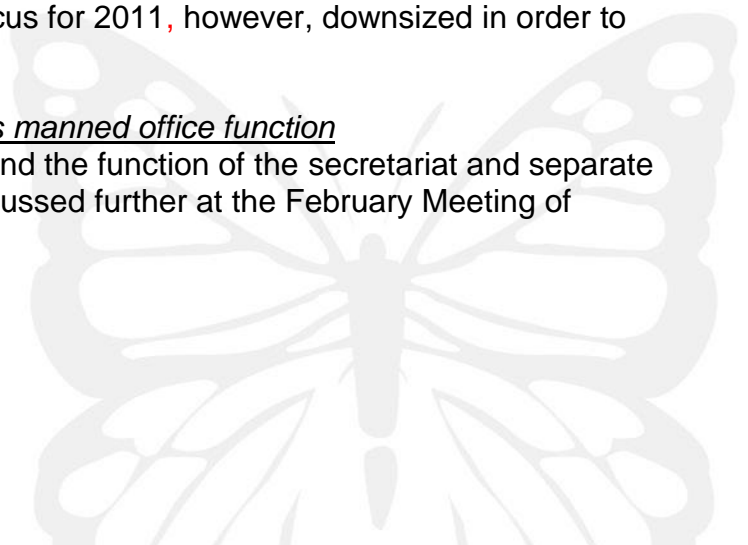 cus for 2011, however, downsized in order to
s manned office function
nd the function of the secretariat and separate
ussed further at the February Meeting of